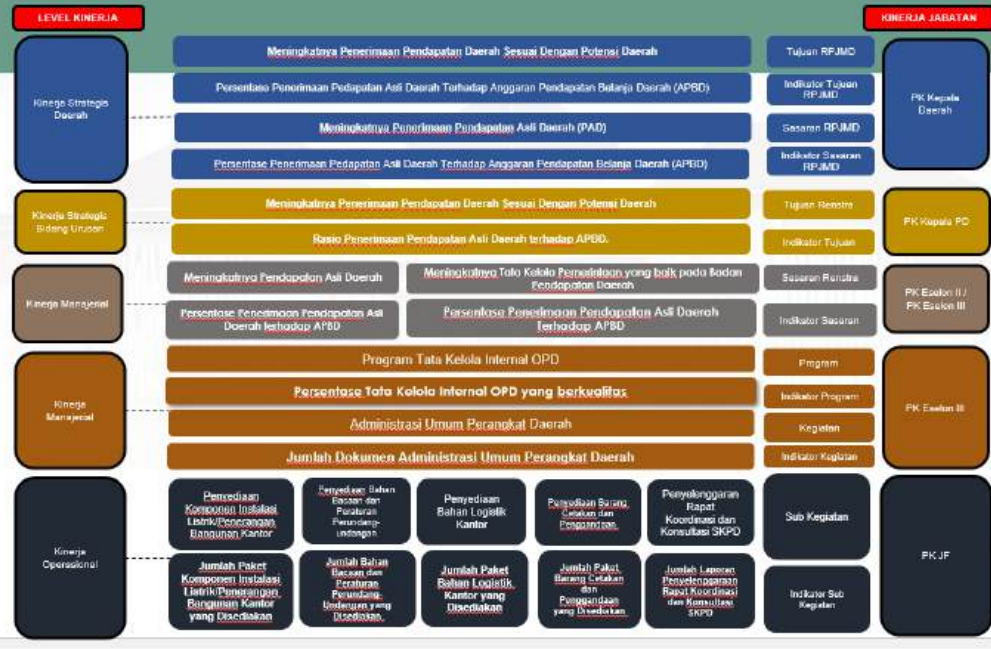 LEVEL KINERJA
KINERJA JABATAN
Kinerja Strategis
Daerah
Meningkatnya Penerimaan Pendapatan Daerah Sesuai Dengan Potensi Daerah
Tujuan RPJMD
Persentase Penerimaan Pedapatan Asli Daerah Terhadap Anggaran Pendapatan Belanja Daerah (APBD)
Indikator Tujuan
RPJMD
Meningkatnya Penerimaan Pendapatan Asli Daerah (PAD)
Sasaran RPJMD
Persentase Penerimaan Pedapatan Asli Daerah Terhadap Anggaran Pendapatan Belanja Daerah (APBD)
Indikator Sasaran
RPJMD
PK Kepala
Daerah
Kinerja Strategis
Bidang Urusan
Meningkatnya Penerimaan Pendapatan Daerah Sesuai Dengan Potensi Daerah
Tujuan Renstra
Rasio Penerimaan Pendapatan Asli Daerah terhadap APBD.
Indikator Tujuan
PK Kepala PD
Kinerja Manajerial
Meningkatnya Pendapatan Asli Daerah
Meningkatnya Tata Kelola Pemerintaan yang baik pada Badan
Pendapatan Daerah
Sasaran Renstra
Persentase Penerimaan Pendapatan Asli
Daerah terhadap APBD
Persentase Penerimaan Pendapatan Asli Daerah
Terhadap APBD
Indikator Sasaran
PK Eselon II /
PK Eselon III
Kinerja
Manajerial
Program Tata Kelola Internal OPD
Program
Persentase Tata Kelola Internal OPD yang berkualitas
Indikator Program
Administrasi Umum Perangkat Daerah
Kegiatan
Jumlah Dokumen Administrasi Umum Perangkat Daerah
Indikator Kegiatan
PK Eselon III
Kinerja
Operasional
Penyediaan
Komponen Instalasi
Listrik/Penerangan
Bangunan Kantor
Penyediaan Bahan
Bacaan dan
Peraturan
Perundang-
undangan
Penyediaan
Bahan Logistik
Kantor
Penyediaan Barang
Cetakan dan
Penggandaan
Penyelenggaran
Rapat
Koordinasi dan
Konsultasi SKPD
Sub Kegiatan
Jumlah Paket
Komponen Instalasi
Listrik/Penerangan
Bangunan Kantor
yang Disediakan
Jumlah Bahan
Bacaan dan
Peraturan
Perundang-
Undangan yang
Disediakan
Jumlah Paket
Bahan Logistik
Kantor yang
Disediakan
Jumlah Paket
Barang Cetakan
dan
Penggandaan
yang Disediakan
Jumlah Laporan
Penyelenggaraan
Rapat Koordinasi
dan Konsultasi
SKPD
Indikator Sub
Kegiatan
PK JF